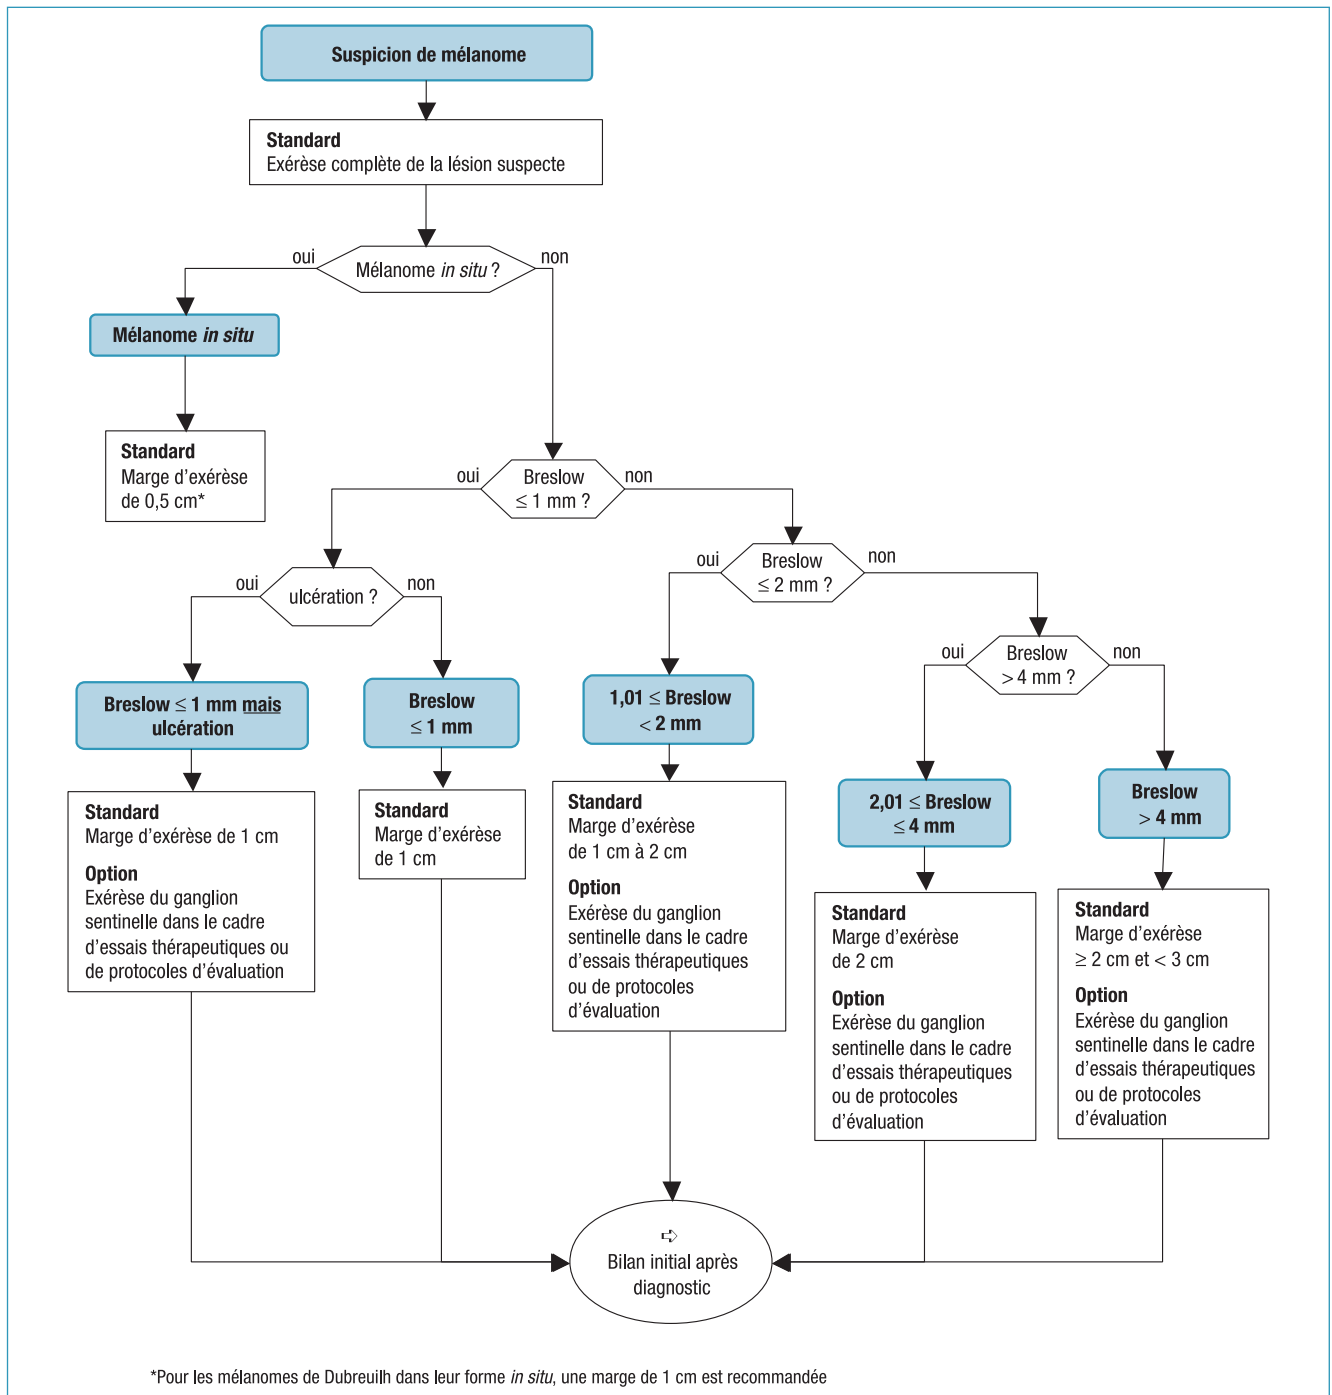 Suspicion de mélanome
Standard
Exérèse complète de la lésion suspecte
oui
Mélanome in situ ?
non
Mélanome in situ
Standard
Marge d'exérèse
de 0,5 cm*
oui
Breslow
≤ 1 mm ?
non
oui
ulcération ?
non
oui
Breslow
≤ 2 mm ?
non
oui
Breslow
> 4 mm ?
non
Breslow ≤ 1 mm mais
ulcération
Breslow
≤ 1 mm
1,01 ≤ Breslow
< 2 mm
2,01 ≤ Breslow
≤ 4 mm
Breslow
> 4 mm
Standard
Marge d'exérèse de 1 cm
Option
Exérèse du ganglion
sentinelle dans le cadre
d'essais thérapeutiques ou
de protocoles d'évaluation
Standard
Marge d'exérèse
de 1 cm
Standard
Marge d'exérèse
de 1 cm à 2 cm
Option
Exérèse du ganglion
sentinelle dans le cadre
d'essais thérapeutiques
ou de protocoles
d'évaluation
Standard
Marge d'exérèse
de 2 cm
Option
Exérèse du ganglion
sentinelle dans le cadre
d'essais thérapeutiques
ou de protocoles
d'évaluation
Standard
Marge d'exérèse
≥ 2 cm et < 3 cm
Option
Exérèse du ganglion
sentinelle dans le cadre
d'essais thérapeutiques
ou de protocoles
d'évaluation
Bilan initial après
diagnostic
*Pour les mélanomes de Dubreuilh dans leur forme in situ, une marge de 1 cm est recommandée